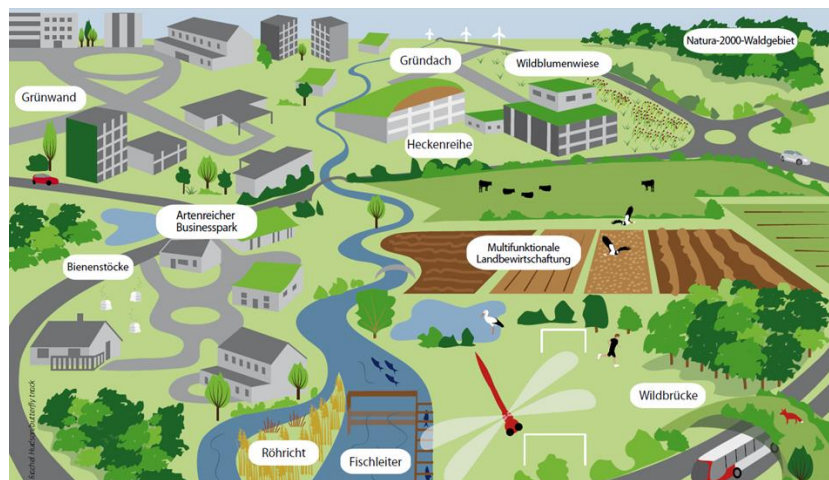 Natura-2000-Waldgebiet
Gründach
Wildblumenwiese
Grünwand
Heckenreihe
Artenreicher
Businesspark
Multifunktionale
Landbewirtschaftung
Bienenstöcke
Wildbrücke
Röhricht
Fischleiter